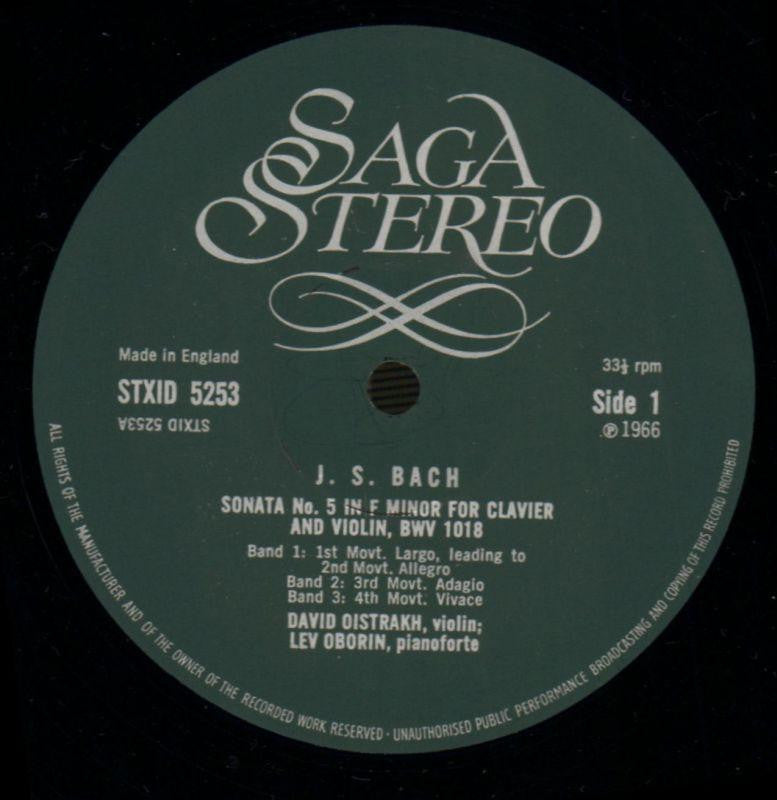 SAGA
STEREO
Made in England
STXID 5253
STXID 5253A
33⅓ rpm
Side 1
℗ 1966
J. S. BACH
SONATA No. 5 IN F MINOR FOR CLAVIER
AND VIOLIN, BWV 1018
Band 1: 1st Movt. Largo, leading to
2nd Movt. Allegro
Band 2: 3rd Movt. Adagio
Band 3: 4th Movt. Vivace
DAVID OISTRAKH, violin;
LEV OBORIN, pianoforte
ALL RIGHTS OF THE MANUFACTURER AND OF THE OWNER OF THE RECORDED WORK RESERVED · UNAUTHORISED PUBLIC PERFORMANCE BROADCASTING AND COPYING OF THIS RECORD PROHIBITED